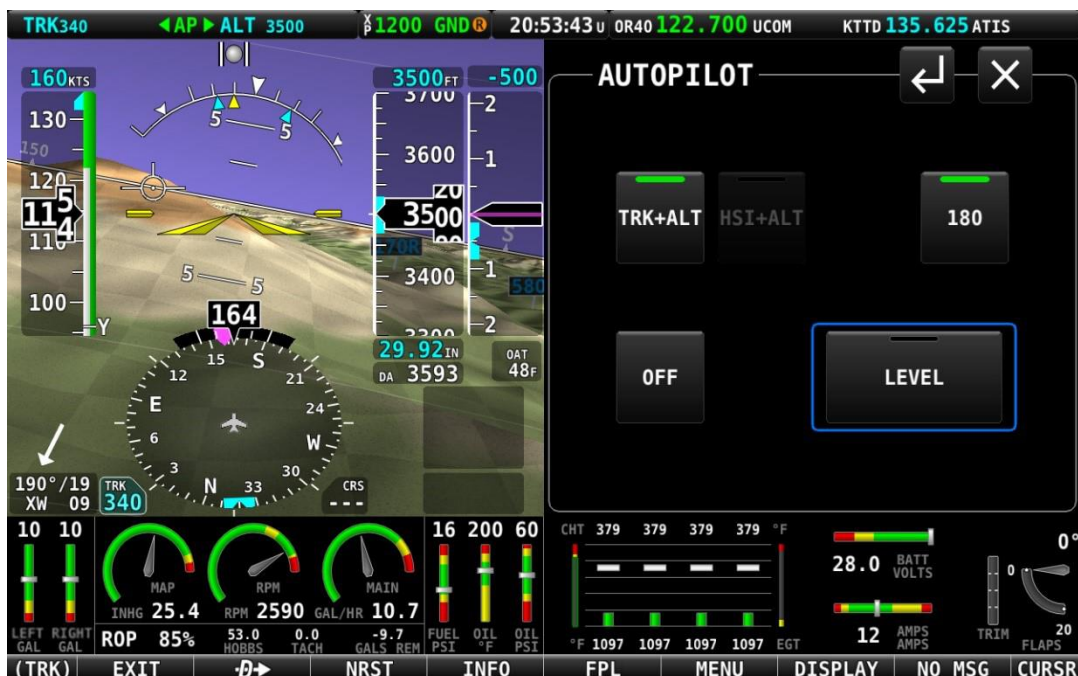 TRK340 AP ALT 3500 XP1200 GND R 20:53:43 U OR40 122.700 UCOM KTTD 135.625 ATIS
160KTS 3500FT -500 AUTOPILOT
130 3700 2
150 5 5
120 3600 1
TRK+ALT HSI+ALT 180
115 20
114 3500
110 S
70R
5 5 3400 1 580
100 Y 164 3300 2
29.92IN OAT
DA 3593 48F
OFF LEVEL
15 S
12 21
E 24
6 W
3 30
N 33
190°/19 TRK CRS
XW 09 340 ---
10 10 16 200 60 CHT 379 379 379 379 °F 0°
MAP RPM MAIN 28.0 BATT VOLTS 0
INHG 25.4 RPM 2590 GAL/HR 10.7
LEFT GAL RIGHT GAL ROP 85% 53.0 HOBBS 0.0 TACH -9.7 GALS REM FUEL PSI OIL °F OIL PSI °F 1097 1097 1097 1097 EGT 12 AMPS AMPS TRIM 20 FLAPS
(TRK) EXIT D NRST INFO FPL MENU DISPLAY NO MSG CURSR